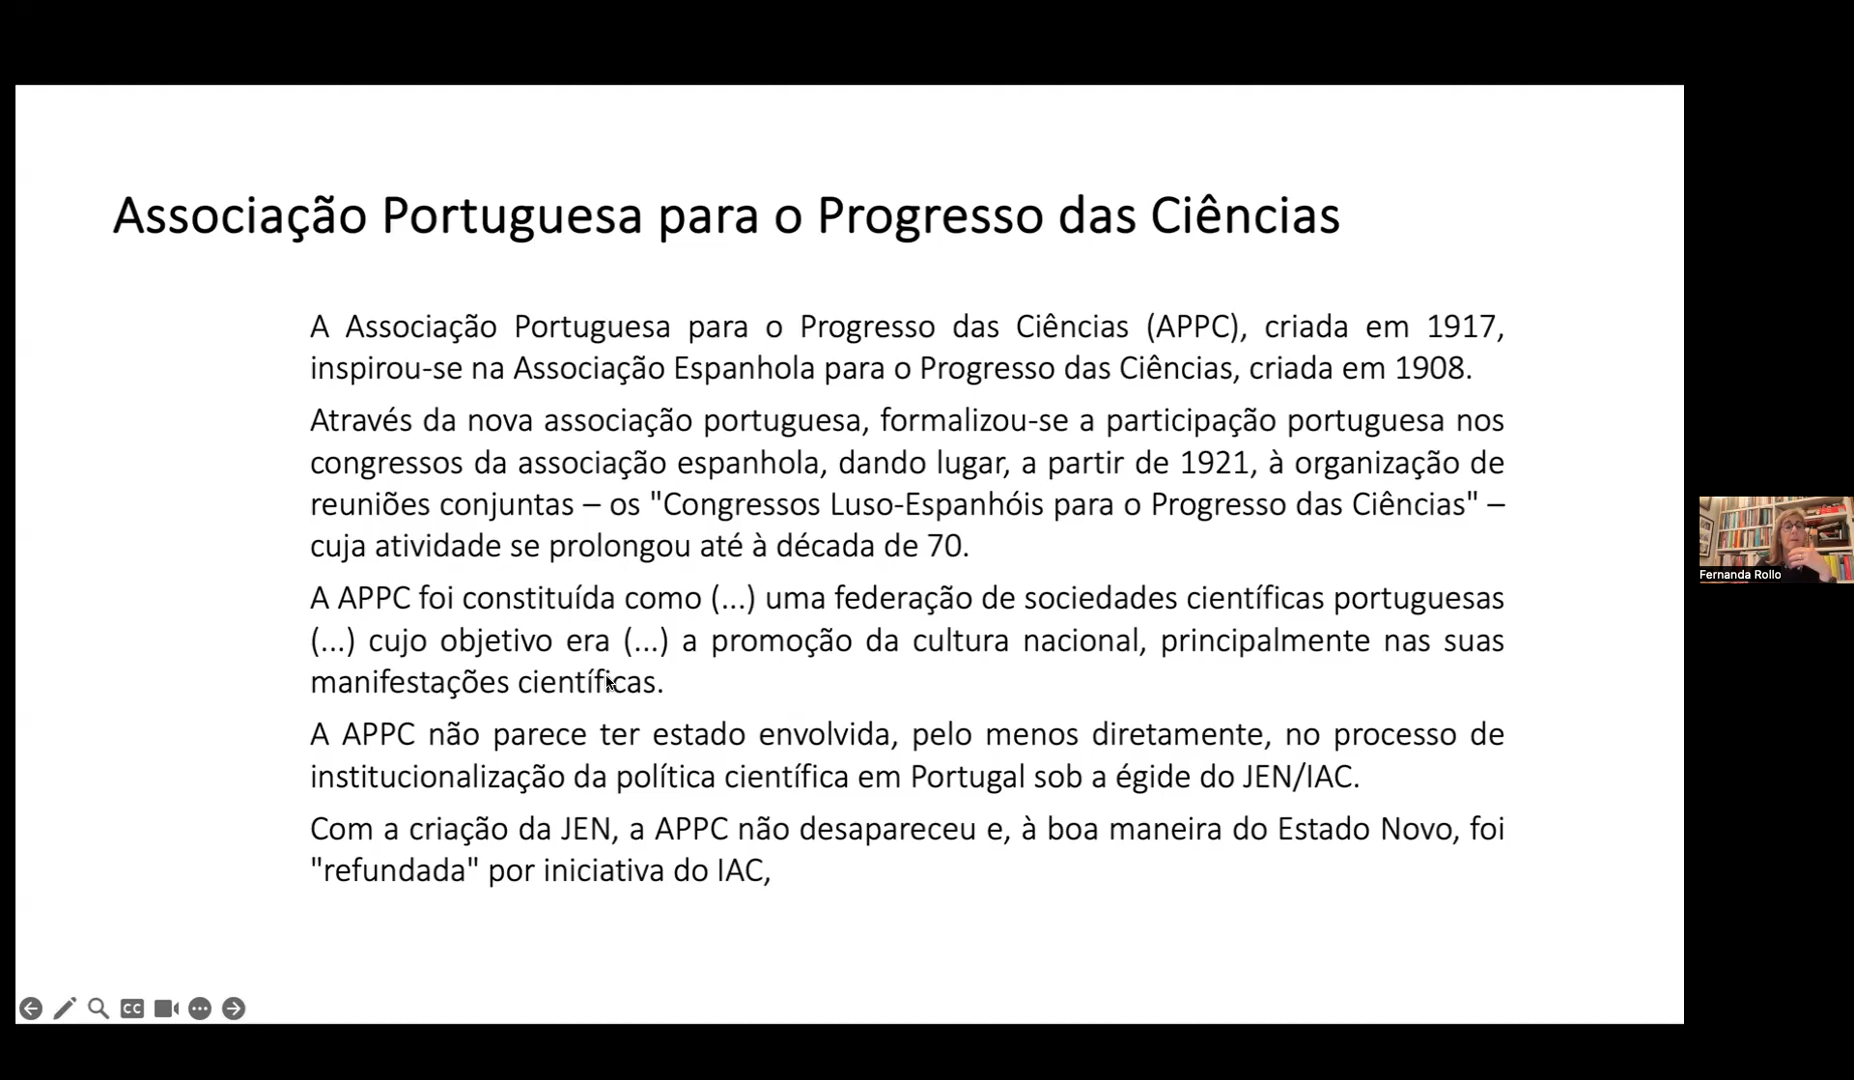 Associação Portuguesa para o Progresso das Ciências
A Associação Portuguesa para o Progresso das Ciências (APPC), criada em 1917,
inspirou-se na Associação Espanhola para o Progresso das Ciências, criada em 1908.
Através da nova associação portuguesa, formalizou-se a participação portuguesa nos
congressos da associação espanhola, dando lugar, a partir de 1921, à organização de
reuniões conjuntas – os "Congressos Luso-Espanhóis para o Progresso das Ciências" –
cuja atividade se prolongou até à década de 70.
A APPC foi constituída como (...) uma federação de sociedades científicas portuguesas
(...) cujo objetivo era (...) a promoção da cultura nacional, principalmente nas suas
manifestações científicas.
A APPC não parece ter estado envolvida, pelo menos diretamente, no processo de
institucionalização da política científica em Portugal sob a égide do JEN/IAC.
Com a criação da JEN, a APPC não desapareceu e, à boa maneira do Estado Novo, foi
"refundada" por iniciativa do IAC,
Fernanda Rollo
CC